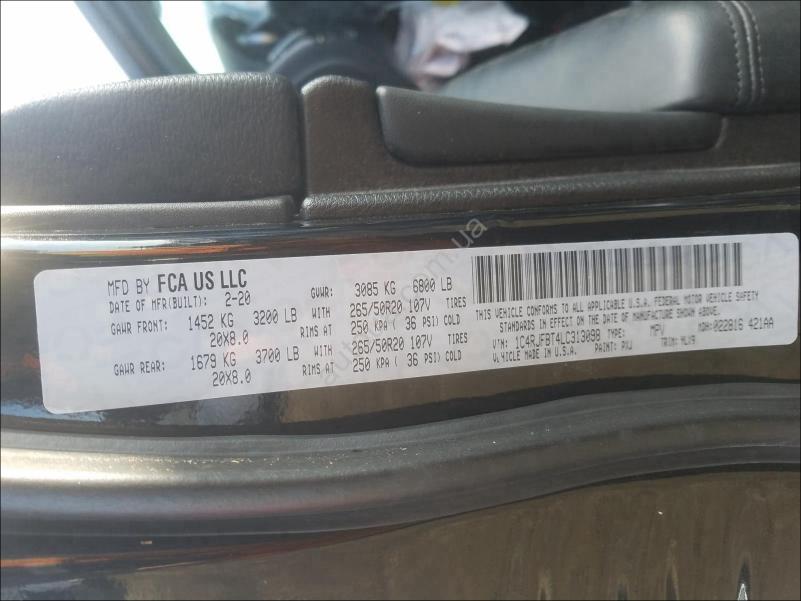 MFD BY FCA US LLC
DATE OF MFR(BUILT): 2-20 GVWR: 3085 KG 6800 LB
GAWR FRONT: 1452 KG 3200 LB WITH 265/50R20 107V TIRES
20X8.0 RIMS AT 250 KPA ( 36 PSI) COLD
GAWR REAR: 1679 KG 3700 LB WITH 265/50R20 107V TIRES
20X8.0 RIMS AT 250 KPA ( 36 PSI) COLD
THIS VEHICLE CONFORMS TO ALL APPLICABLE U.S.A. FEDERAL MOTOR VEHICLE SAFETY
STANDARDS IN EFFECT ON THE DATE OF MANUFACTURE SHOWN ABOVE.
VIN: 1C4RJFBT4LC313098 TYPE: MPV MDH: 022816 421AA
VEHICLE MADE IN U.S.A. PAINT: PXJ TRIM: HLX9